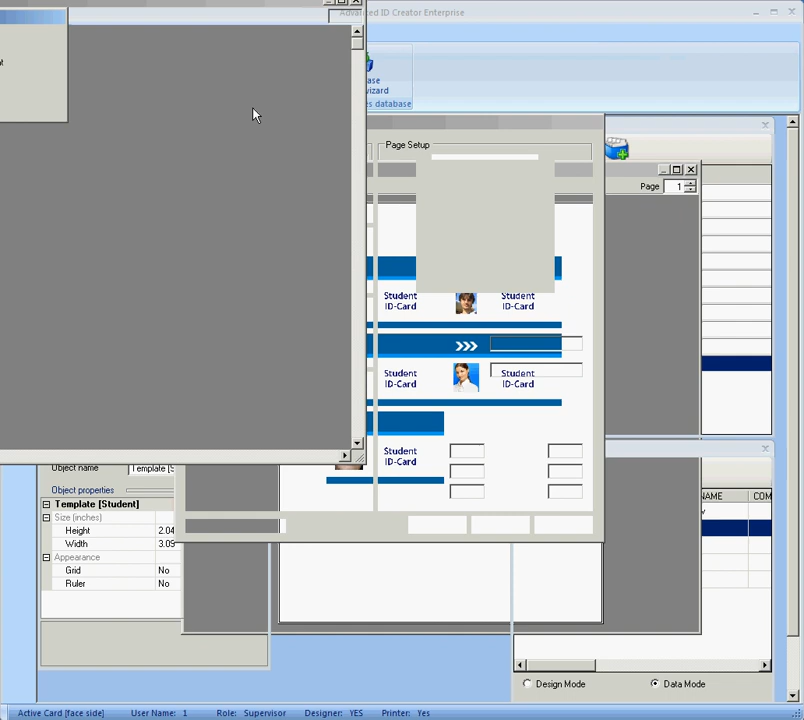 Advanced ID Creator Enterprise
wizard
es database
Page Setup
Page 1
Student
ID-Card
Student
ID-Card
Student
ID-Card
Student
ID-Card
Student
ID-Card
Object name
Template [S
Object properties
Template [Student]
Size (inches)
Height 2.04
Width 3.09
Appearance
Grid No
Ruler No
NAME COM
Design Mode Data Mode
Active Card [face side] User Name: 1 Role: Supervisor Designer: YES Printer: Yes